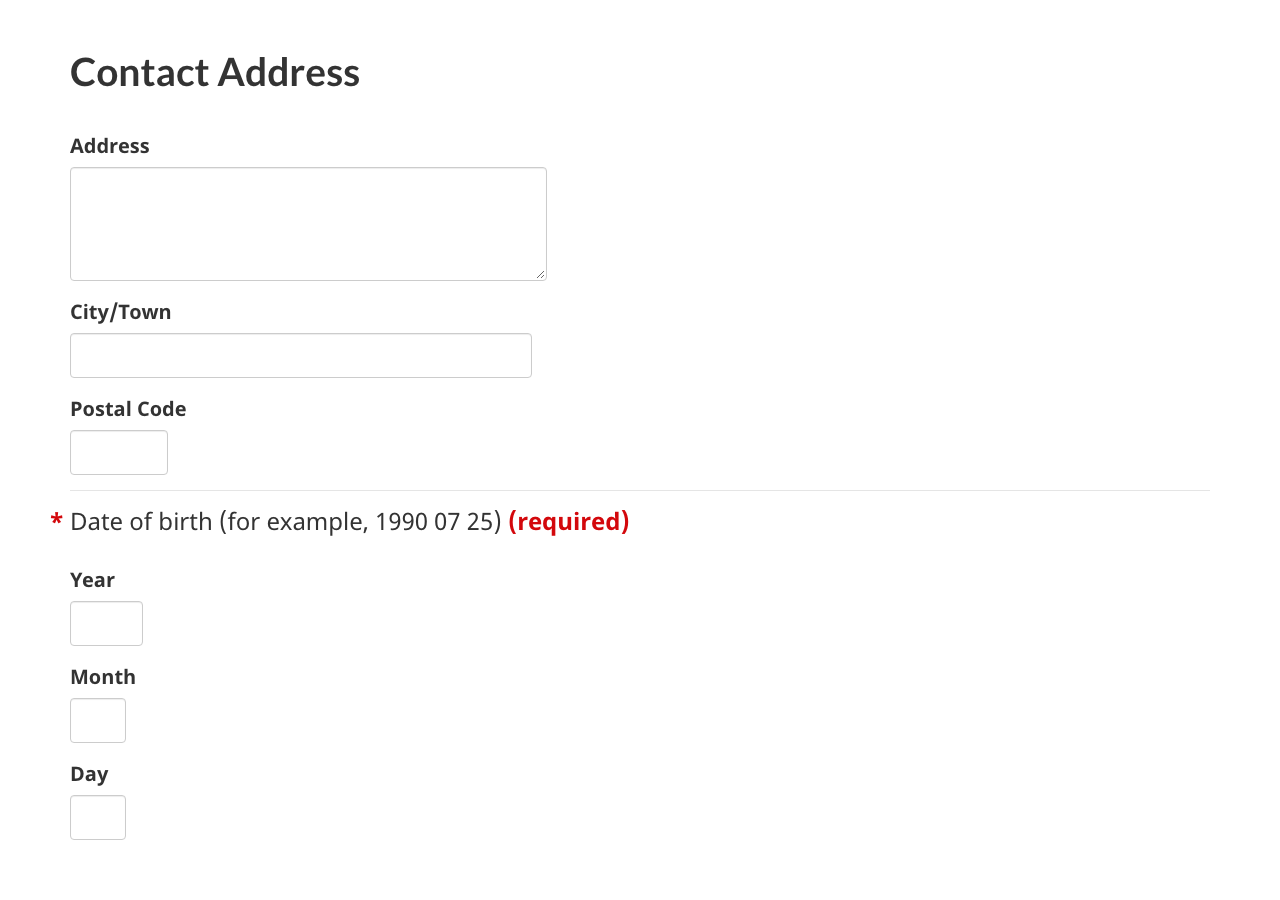 Contact Address
Address
City/Town
Postal Code
* Date of birth (for example, 1990 07 25) (required)
Year
Month
Day